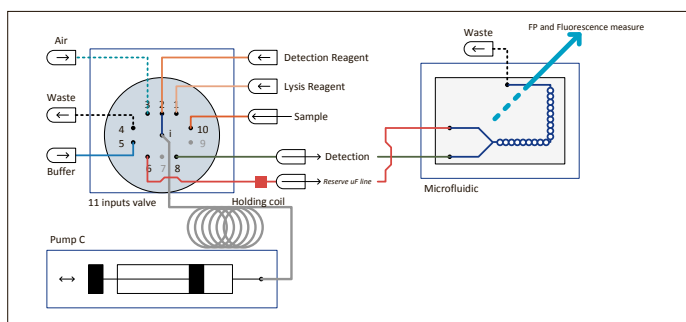 Air
Waste
FP and Fluorescence measure
Detection Reagent
Lysis Reagent
Waste
3 2 1
Sample
4 i 10
5 9
Buffer
6 7 8
Detection
Reserve uF line
Microfluidic
11 inputs valve
Holding coil
Pump C